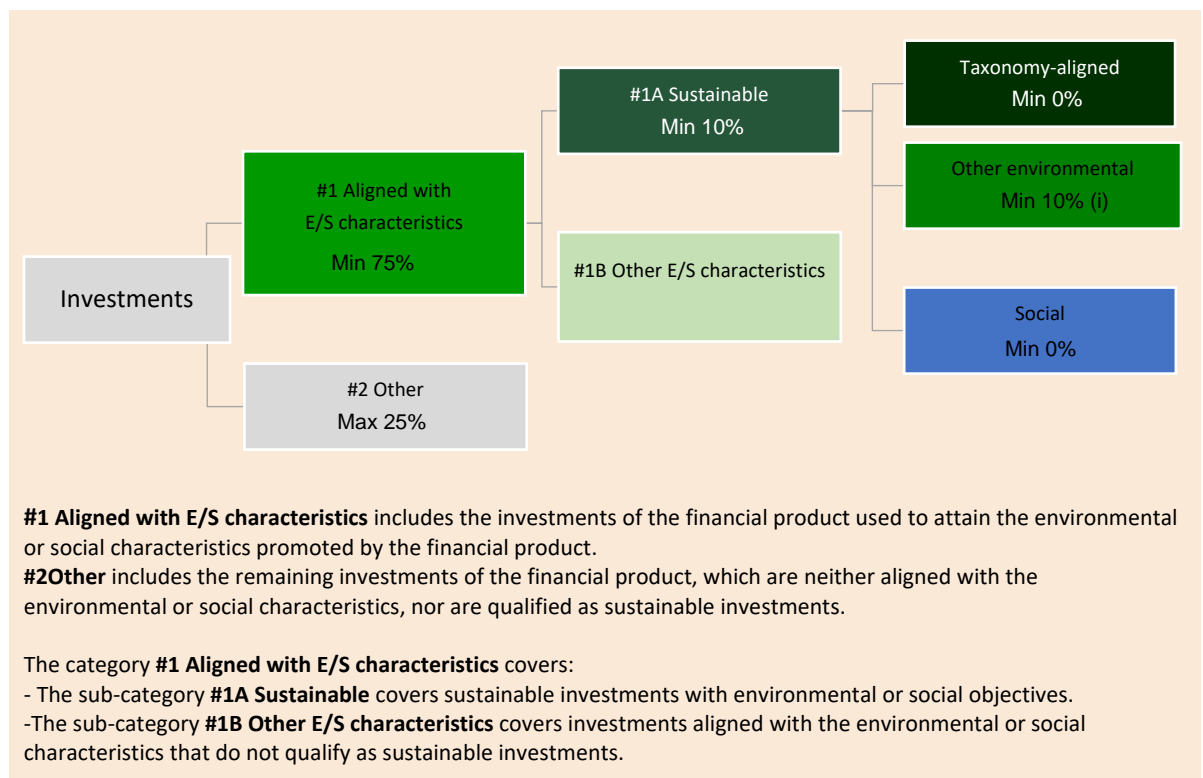 Investments
#1 Aligned with
E/S characteristics
Min 75%
#2 Other
Max 25%
#1A Sustainable
Min 10%
#1B Other E/S characteristics
Taxonomy-aligned
Min 0%
Other environmental
Min 10% (i)
Social
Min 0%
#1 Aligned with E/S characteristics includes the investments of the financial product used to attain the environmental
or social characteristics promoted by the financial product.
#2Other includes the remaining investments of the financial product, which are neither aligned with the
environmental or social characteristics, nor are qualified as sustainable investments.
The category #1 Aligned with E/S characteristics covers:
- The sub-category #1A Sustainable covers sustainable investments with environmental or social objectives.
-The sub-category #1B Other E/S characteristics covers investments aligned with the environmental or social
characteristics that do not qualify as sustainable investments.